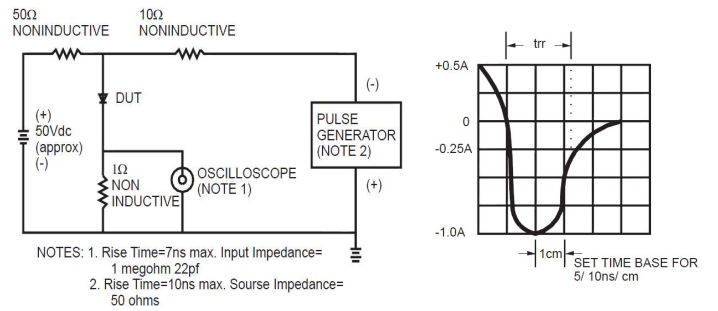 50Ω
NONINDUCTIVE
10Ω
NONINDUCTIVE
DUT
(+)
50Vdc
(approx)
(-)
1Ω
NON
INDUCTIVE
OSCILLOSCOPE
(NOTE 1)
(-)
PULSE
GENERATOR
(NOTE 2)
(+)
NOTES: 1. Rise Time=7ns max. Input Impedance=
1 megohm 22pf
2. Rise Time=10ns max. Sourse Impedance=
50 ohms
trr
+0.5A
0
-0.25A
-1.0A
1cm
SET TIME BASE FOR
5/ 10ns/ cm